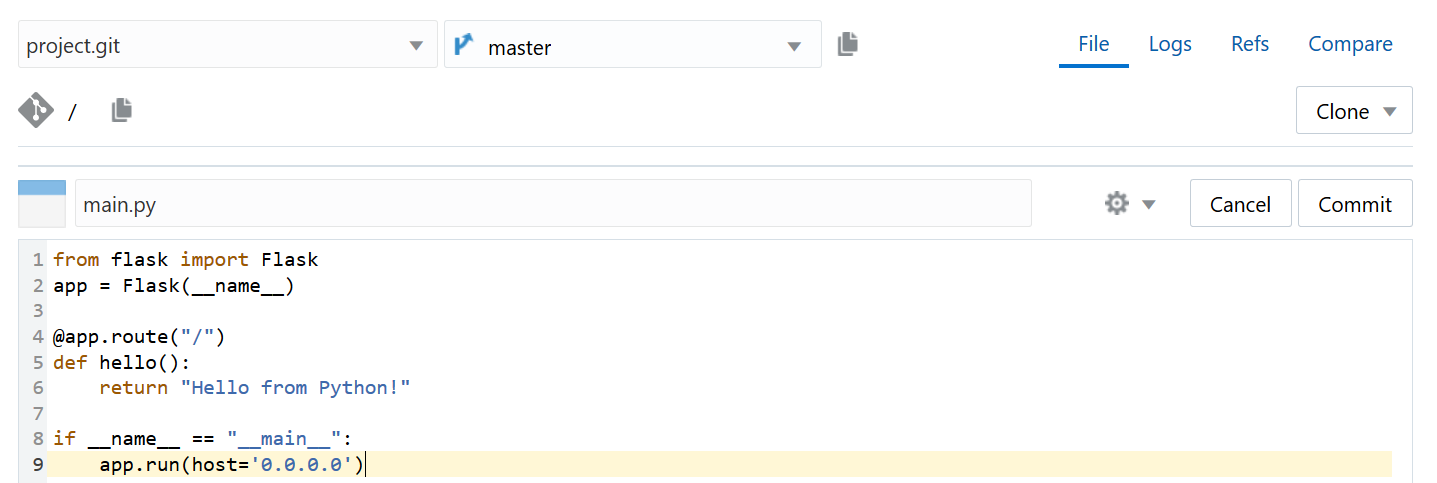 project.git master File Logs Refs Compare
/ Clone
main.py Cancel Commit
1 from flask import Flask
2 app = Flask(__name__)
3
4 @app.route("/")
5 def hello():
6     return "Hello from Python!"
7
8 if __name__ == "__main__":
9     app.run(host='0.0.0.0')